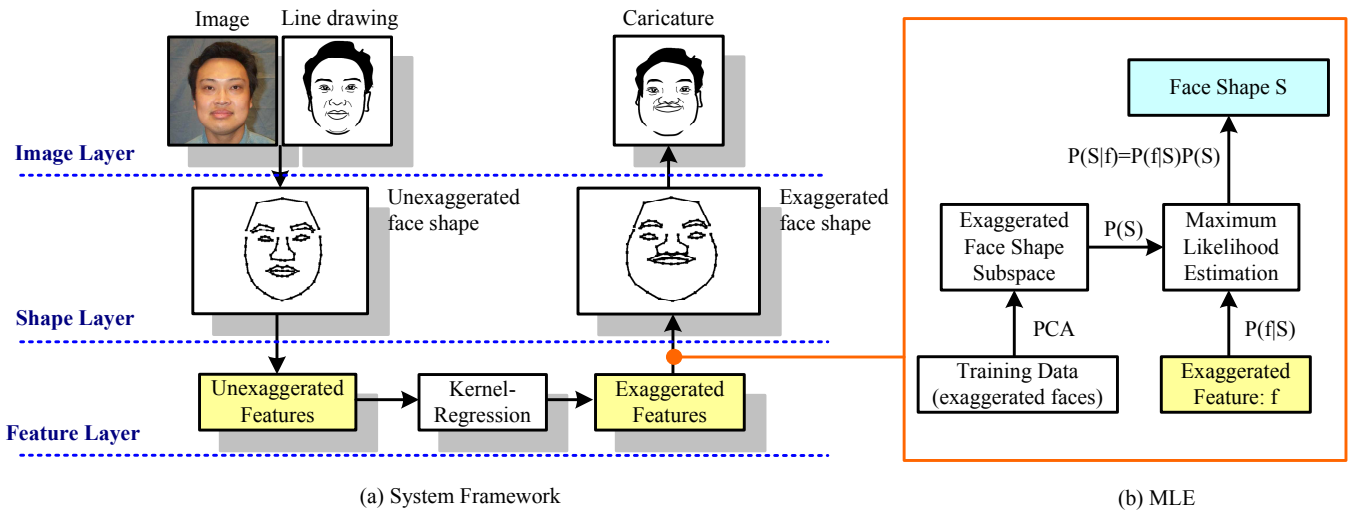 Image
Line drawing
Caricature
Image Layer
Unexaggerated
face shape
Exaggerated
face shape
Shape Layer
Unexaggerated
Features
Kernel-
Regression
Exaggerated
Features
Feature Layer
(a) System Framework
Face Shape S
P(S|f)=P(f|S)P(S)
Exaggerated
Face Shape
Subspace
P(S)
Maximum
Likelihood
Estimation
PCA
P(f|S)
Training Data
(exaggerated faces)
Exaggerated
Feature: f
(b) MLE